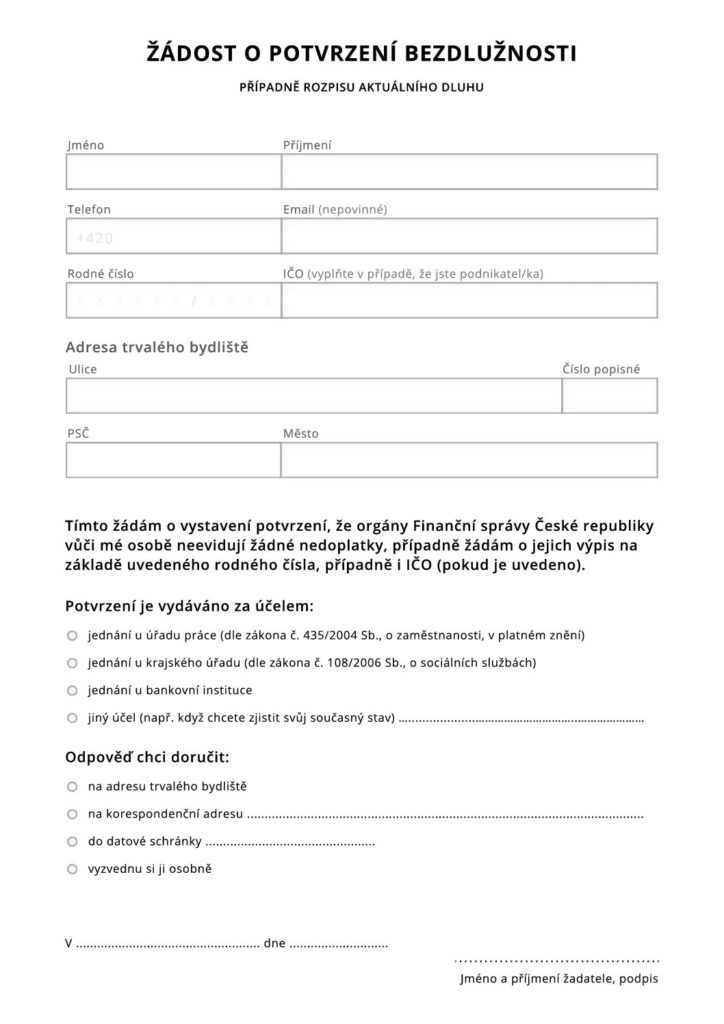 ŽÁDOST O POTVRZENÍ BEZDLUŽNOSTI
PŘÍPADNĚ ROZPISU AKTUÁLNÍHO DLUHU
Jméno Příjmení
Telefon Email (nepovinné)
+420
Rodné číslo IČO (vyplňte v případě, že jste podnikatel/ka)
X X X X X X / X X X X
Adresa trvalého bydliště
Ulice Číslo popisné
PSČ Město
Tímto žádám o vystavení potvrzení, že orgány Finanční správy České republiky
vůči mé osobě neevidují žádné nedoplatky, případně žádám o jejich výpis na
základě uvedeného rodného čísla, případně i IČO (pokud je uvedeno).
Potvrzení je vydáváno za účelem:
jednání u úřadu práce (dle zákona č. 435/2004 Sb., o zaměstnanosti, v platném znění)
jednání u krajského úřadu (dle zákona č. 108/2006 Sb., o sociálních službách)
jednání u bankovní instituce
jiný účel (např. když chcete zjistit svůj současný stav) ......................................................................
Odpověď chci doručit:
na adresu trvalého bydliště
na korespondenční adresu ................................................................................................................
do datové schránky ................................................
vyzvednu si ji osobně
V .................................................... dne ............................
..........................................
Jméno a příjmení žadatele, podpis